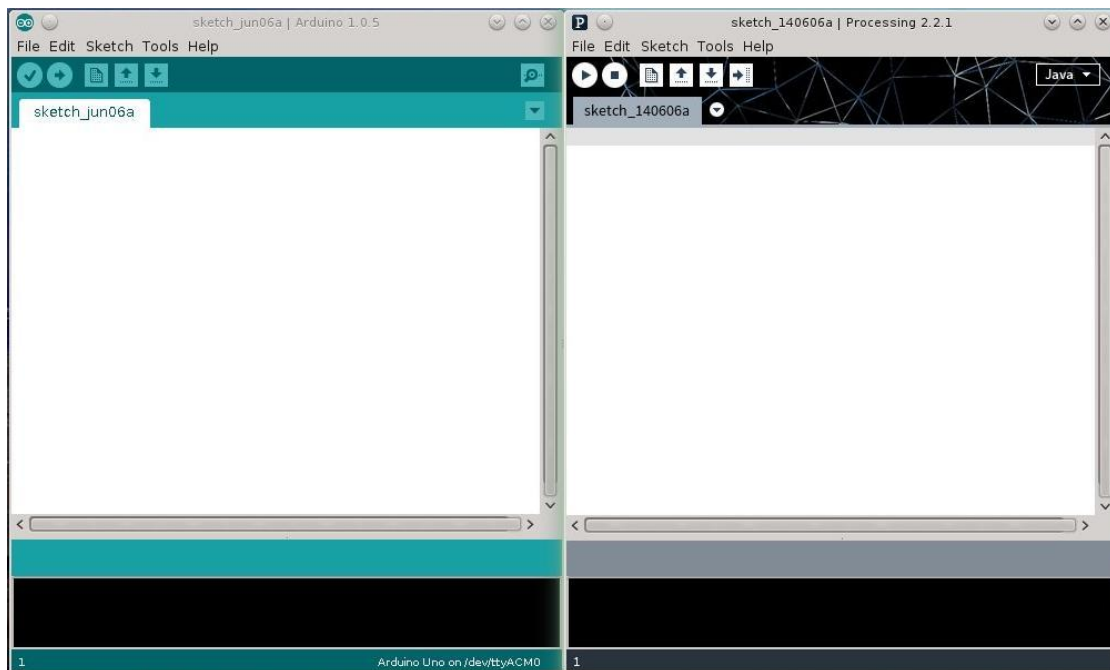 sketch_jun06a | Arduino 1.0.5
File Edit Sketch Tools Help
sketch_jun06a
1
Arduino Uno on /dev/ttyACM0
P
sketch_140606a | Processing 2.2.1
File Edit Sketch Tools Help
Java
sketch_140606a
1